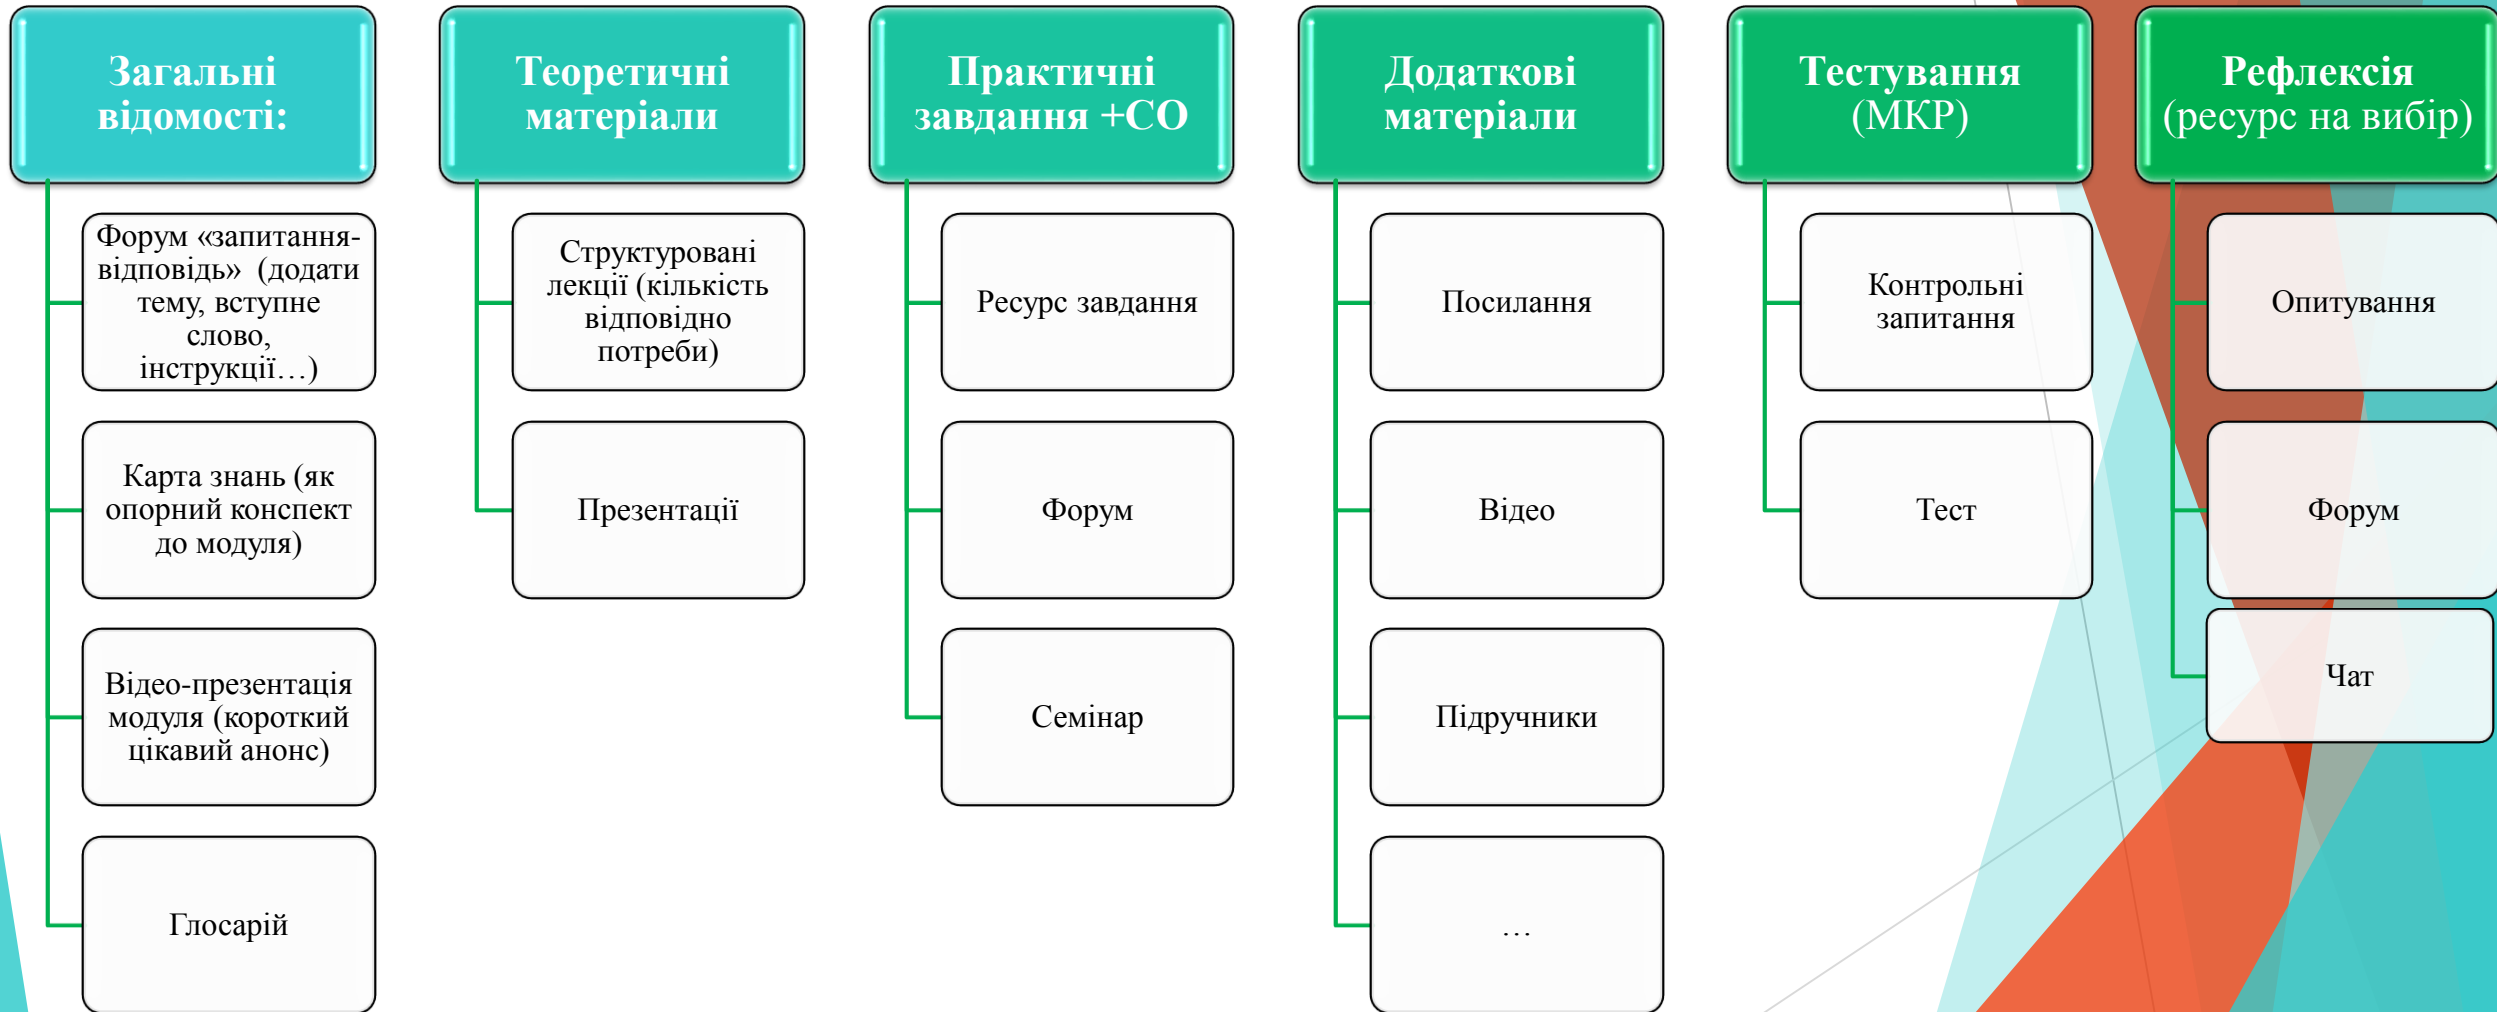 Загальні
відомості:
Форум «запитання-
відповідь»  (додати
тему, вступне
слово,
інструкції…)
Карта знань (як
опорний конспект
до модуля)
Відео-презентація
модуля (короткий
цікавий анонс)
Глосарій
Теоретичні
матеріали
Структуровані
лекції (кількість
відповідно
потреби)
Презентації
Практичні
завдання +СО
Ресурс завдання
Форум
Семінар
Додаткові
матеріали
Посилання
Відео
Підручники
…
Тестування
(МКР)
Контрольні
запитання
Тест
Рефлексія
(ресурс на вибір)
Опитування
Форум
Чат